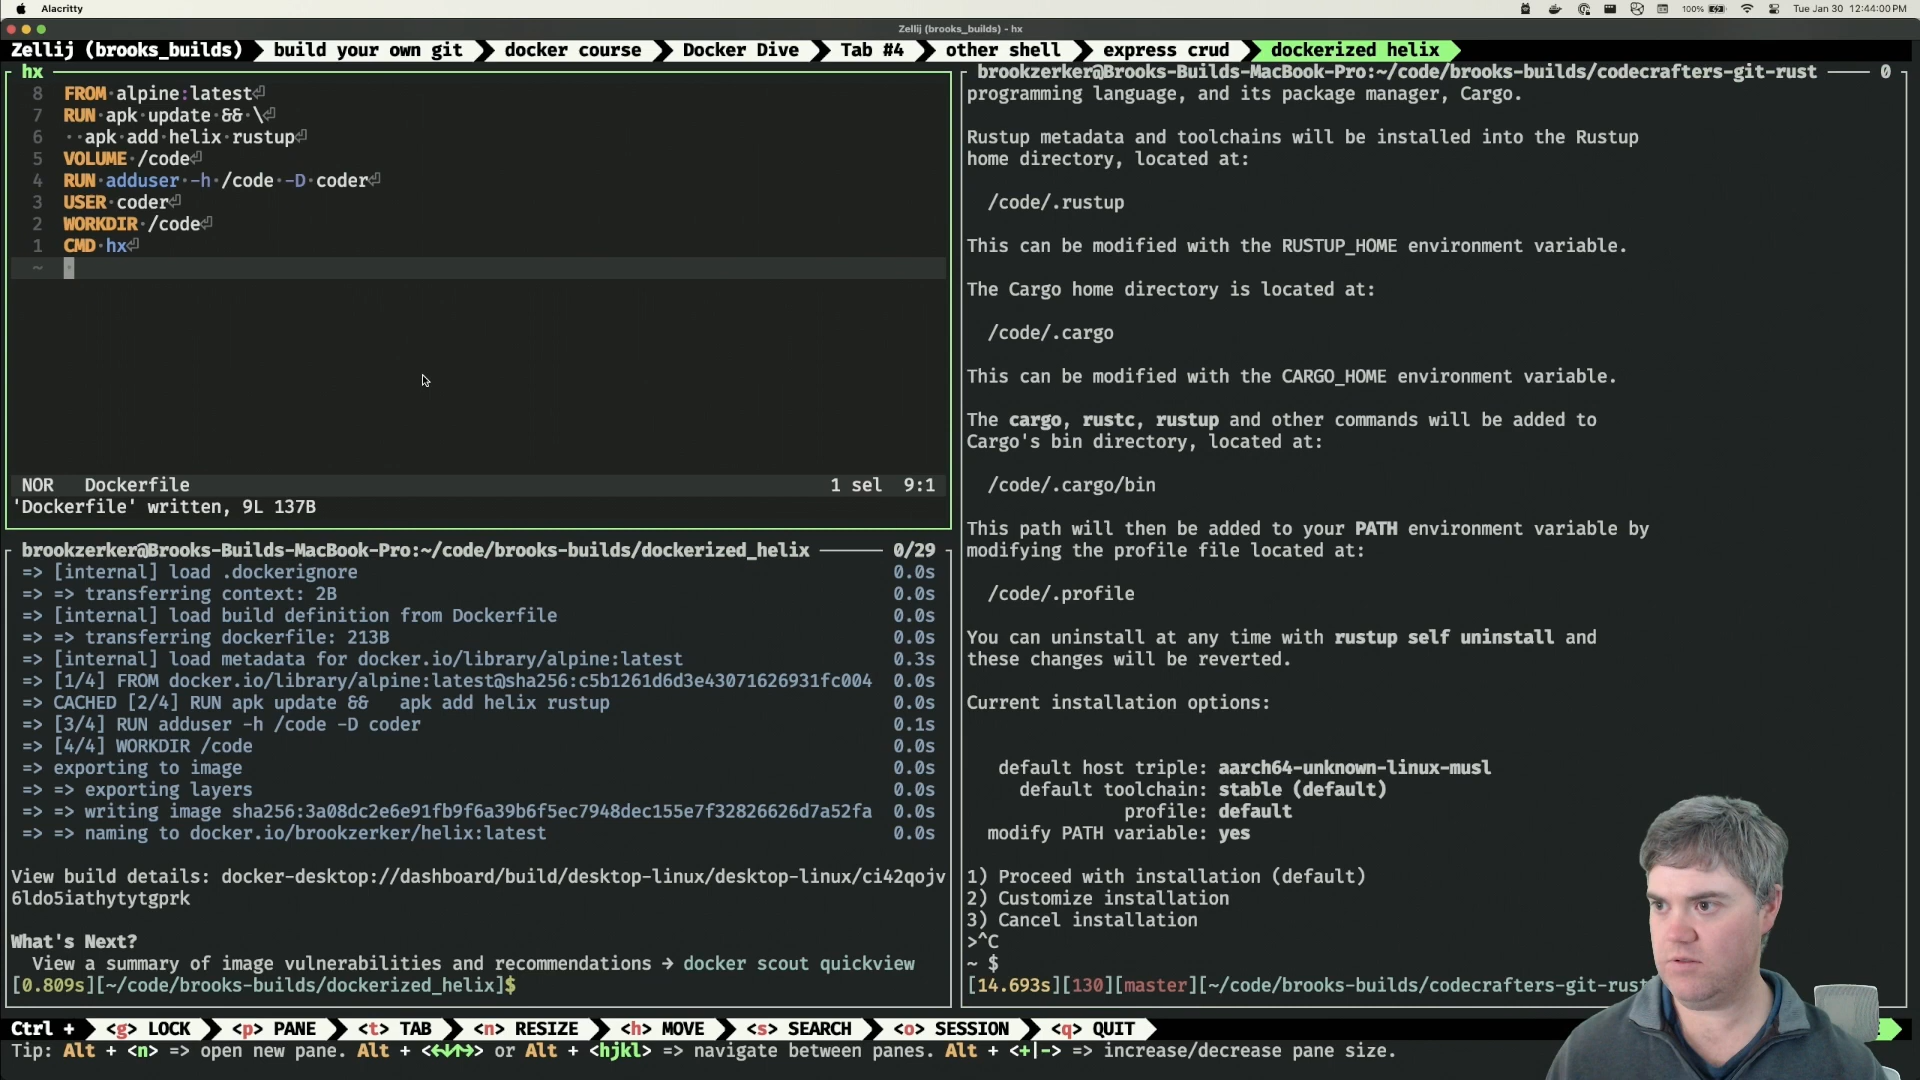 Alacritty
100%
Tue Jan 30 12:44:00 PM
Zellij (brooks_builds) - hx
Zellij (brooks_builds) build your own git docker course Docker Dive Tab #4 other shell express crud dockerized helix
hx
8 FROM·alpine:latest⏎
7 RUN·apk·update·&&·\⏎
6 ··apk·add·helix·rustup⏎
5 VOLUME·/code⏎
4 RUN·adduser·-h·/code·-D·coder⏎
3 USER·coder⏎
2 WORKDIR·/code⏎
1 CMD·hx⏎
~
NOR Dockerfile 1 sel 9:1
'Dockerfile' written, 9L 137B
brookzerker@Brooks-Builds-MacBook-Pro:~/code/brooks-builds/dockerized_helix 0/29
=> [internal] load .dockerignore 0.0s
=> => transferring context: 2B 0.0s
=> [internal] load build definition from Dockerfile 0.0s
=> => transferring dockerfile: 213B 0.0s
=> [internal] load metadata for docker.io/library/alpine:latest 0.3s
=> [1/4] FROM docker.io/library/alpine:latest@sha256:c5b1261d6d3e43071626931fc004 0.0s
=> CACHED [2/4] RUN apk update && apk add helix rustup 0.0s
=> [3/4] RUN adduser -h /code -D coder 0.1s
=> [4/4] WORKDIR /code 0.0s
=> exporting to image 0.0s
=> => exporting layers 0.0s
=> => writing image sha256:3a08dc2e6e91fb9f6a39b6f5ec7948dec155e7f32826626d7a52fa 0.0s
=> => naming to docker.io/brookzerker/helix:latest 0.0s
View build details: docker-desktop://dashboard/build/desktop-linux/desktop-linux/ci42qojv
6ldo5iathytytgprk
What's Next?
View a summary of image vulnerabilities and recommendations → docker scout quickview
[0.809s][~/code/brooks-builds/dockerized_helix]$
brookzerker@Brooks-Builds-MacBook-Pro:~/code/brooks-builds/codecrafters-git-rust 0
programming language, and its package manager, Cargo.
Rustup metadata and toolchains will be installed into the Rustup
home directory, located at:
/code/.rustup
This can be modified with the RUSTUP_HOME environment variable.
The Cargo home directory is located at:
/code/.cargo
This can be modified with the CARGO_HOME environment variable.
The cargo, rustc, rustup and other commands will be added to
Cargo's bin directory, located at:
/code/.cargo/bin
This path will then be added to your PATH environment variable by
modifying the profile file located at:
/code/.profile
You can uninstall at any time with rustup self uninstall and
these changes will be reverted.
Current installation options:
default host triple: aarch64-unknown-linux-musl
default toolchain: stable (default)
profile: default
modify PATH variable: yes
1) Proceed with installation (default)
2) Customize installation
3) Cancel installation
>^C
~ $
[14.693s][130][master][~/code/brooks-builds/codecrafters-git-rust
Ctrl + <g> LOCK <p> PANE <t> TAB <n> RESIZE <h> MOVE <s> SEARCH <o> SESSION <q> QUIT
Tip: Alt + <n> => open new pane. Alt + <←↓↑→> or Alt + <hjkl> => navigate between panes. Alt + <+|-> => increase/decrease pane size.